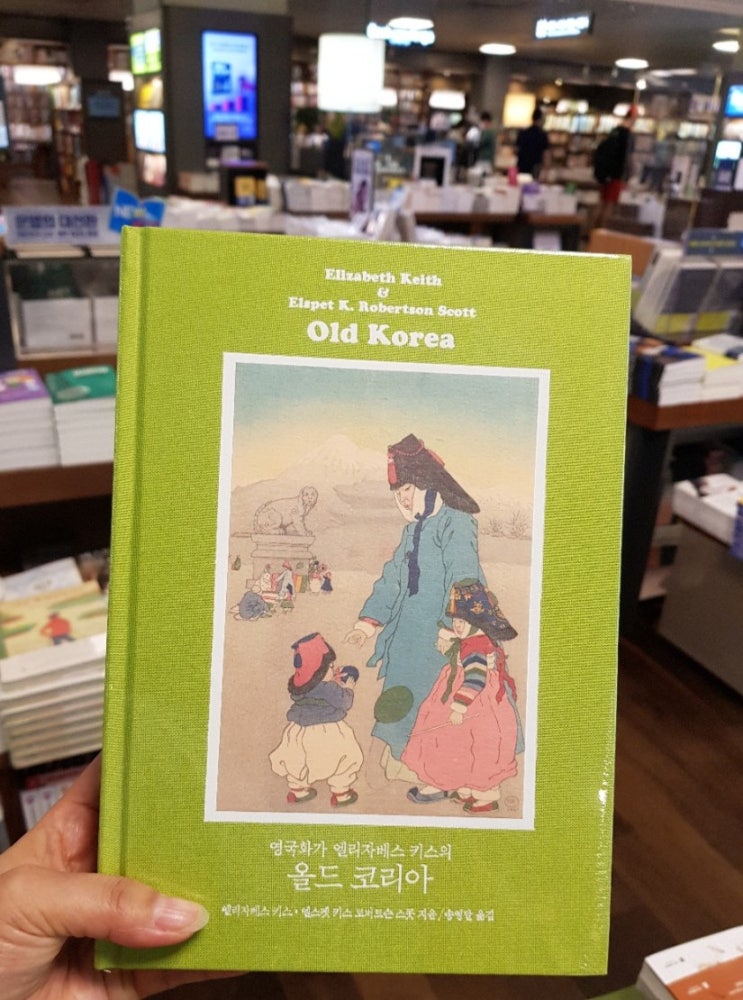 Elizabeth Keith
&
Elspet K. Robertson Scott
Old Korea
영국화가 엘리자베스 키스의
올드 코리아
엘리자베스 키스 · 엘스펫 키스 로버트슨 스콧 지음/송영달 옮김